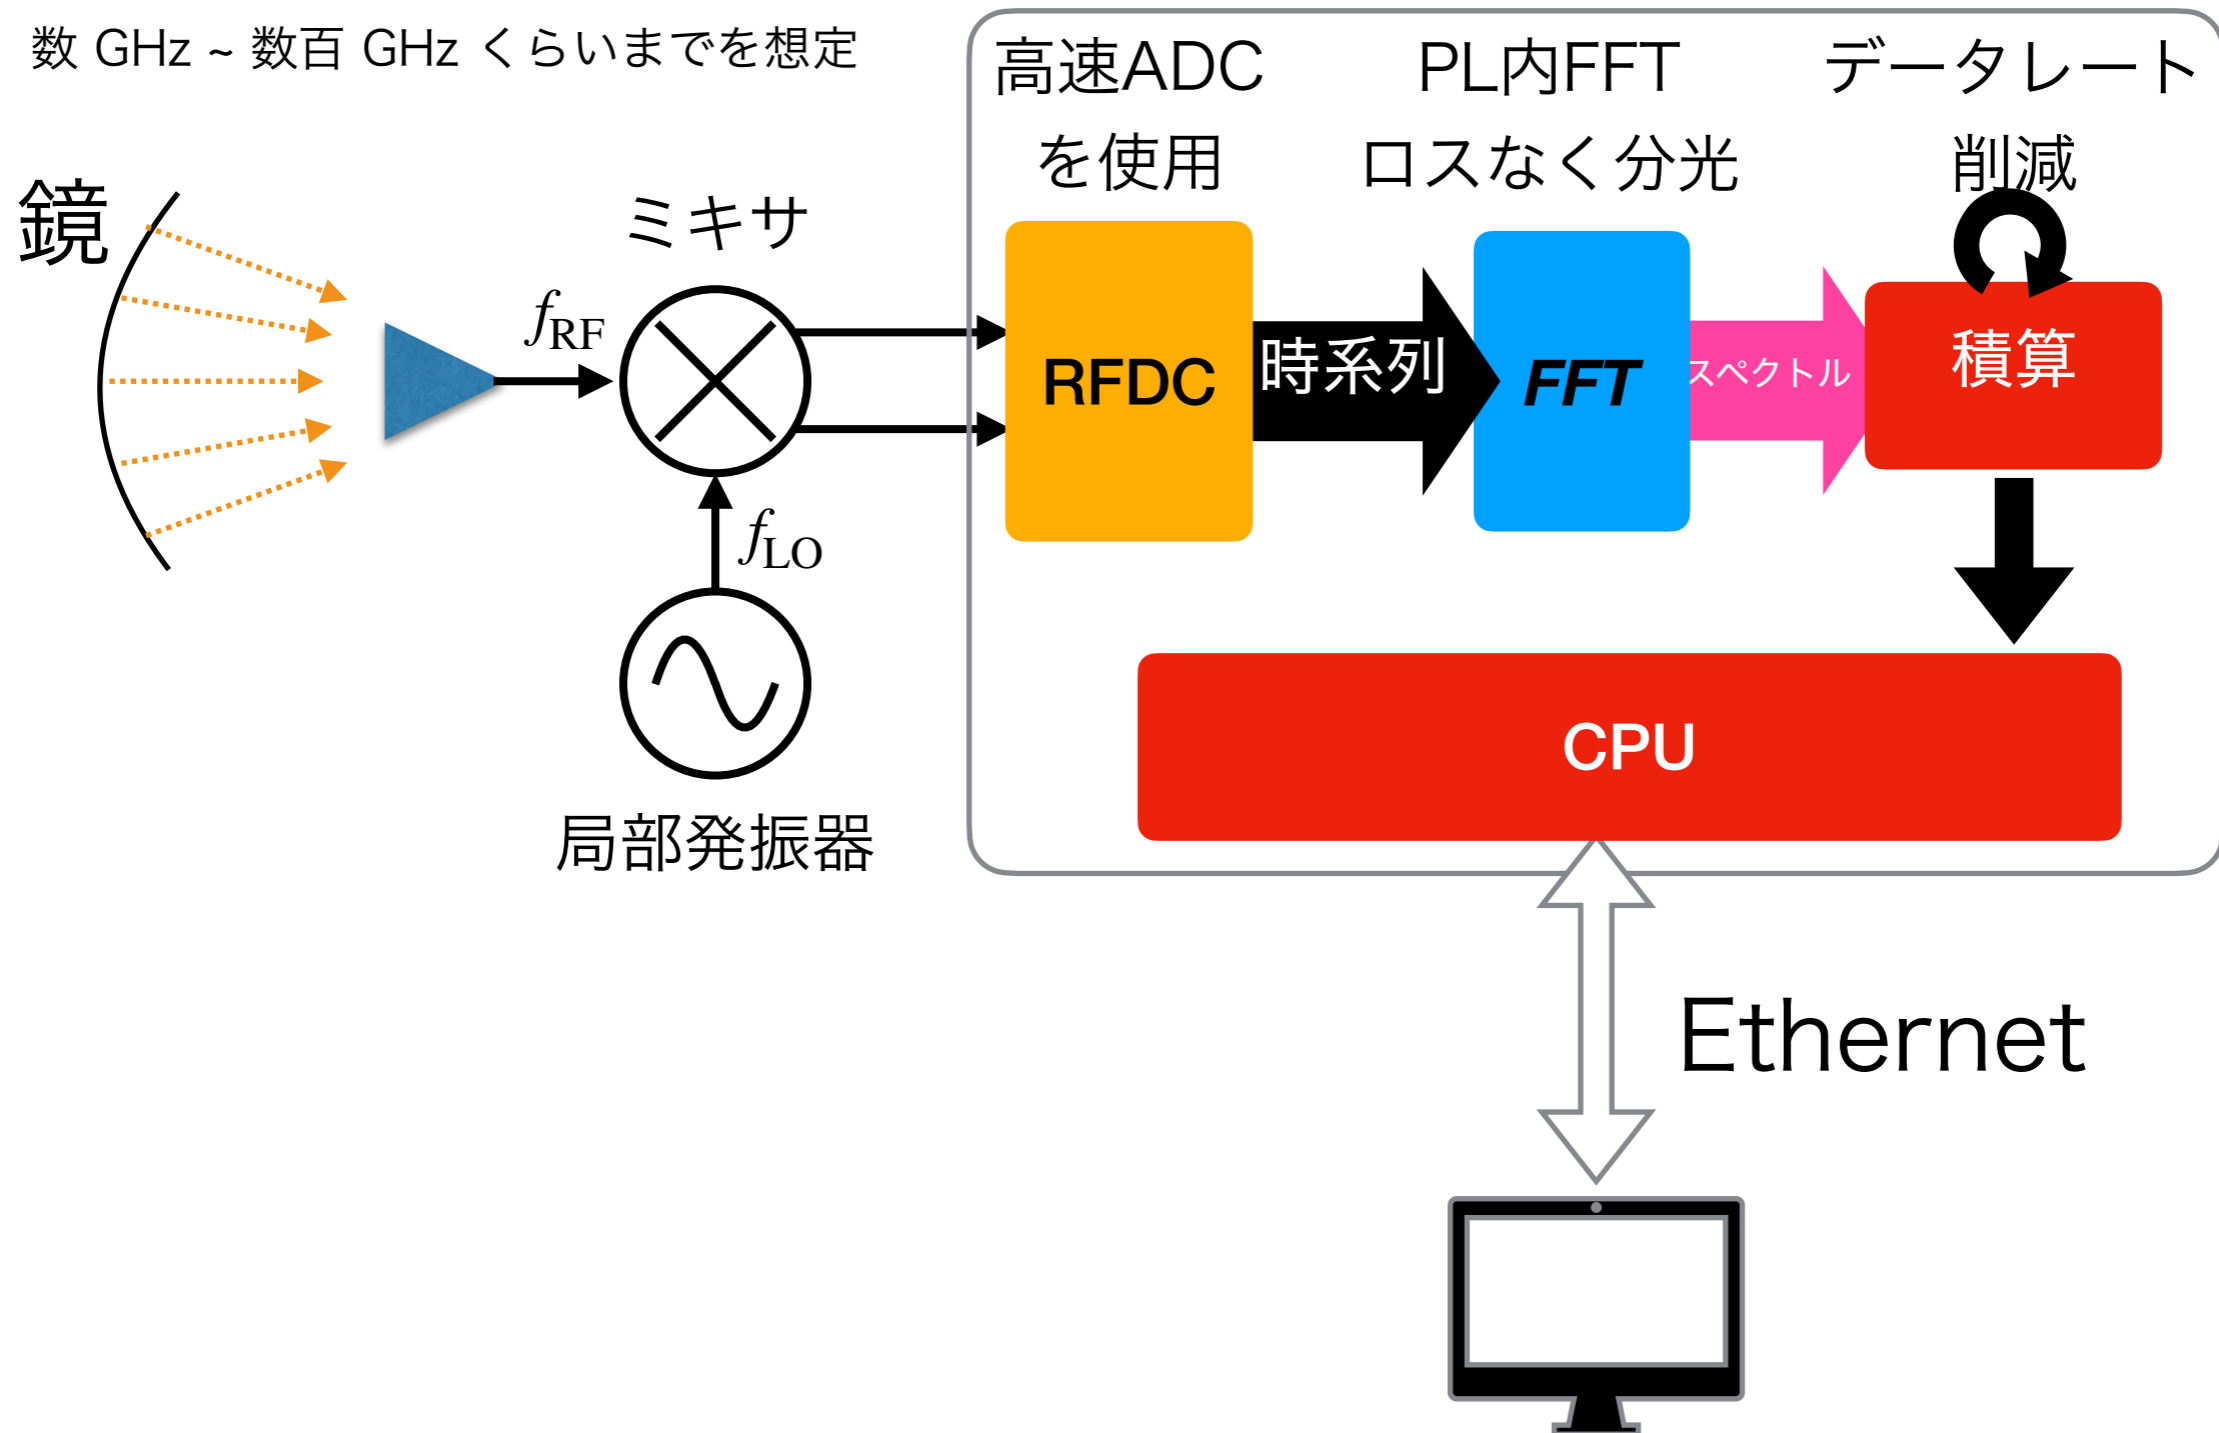 数 GHz ~ 数百 GHz くらいまでを想定
高速ADC
を使用
PL内FFT
ロスなく分光
データレート
削減
鏡
ミキサ
fRF
RFDC
時系列
FFT
スペクトル
積算
fLO
局部発振器
CPU
Ethernet